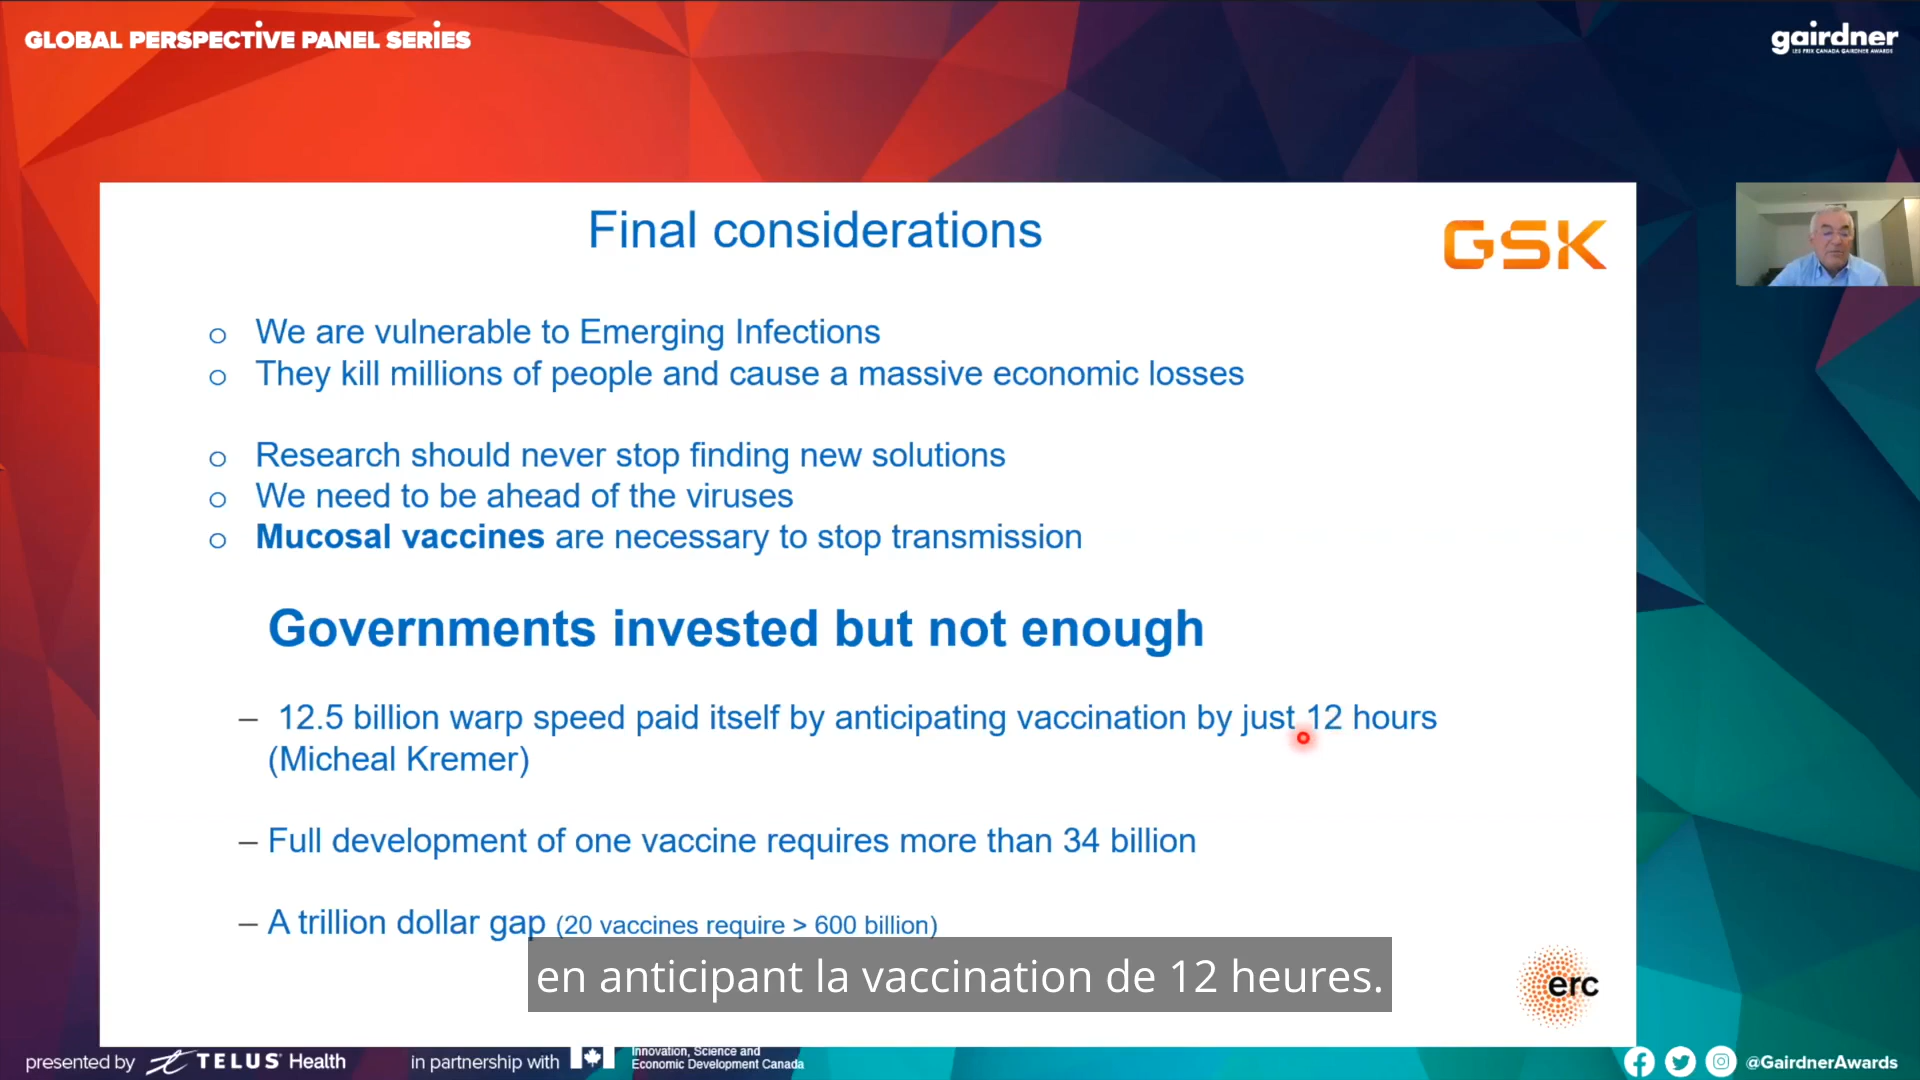 GLOBAL PERSPECTIVE PANEL SERIES
gairdner
LES PRIX CANADA GAIRDNER AWARDS
Final considerations
GSK
o We are vulnerable to Emerging Infections
o They kill millions of people and cause a massive economic losses
o Research should never stop finding new solutions
o We need to be ahead of the viruses
o Mucosal vaccines are necessary to stop transmission
Governments invested but not enough
– 12.5 billion warp speed paid itself by anticipating vaccination by just 12 hours
(Micheal Kremer)
– Full development of one vaccine requires more than 34 billion
– A trillion dollar gap (20 vaccines require > 600 billion)
en anticipant la vaccination de 12 heures.
erc
presented by TELUS Health in partnership with Innovation, Science and
Economic Development Canada
@GairdnerAwards